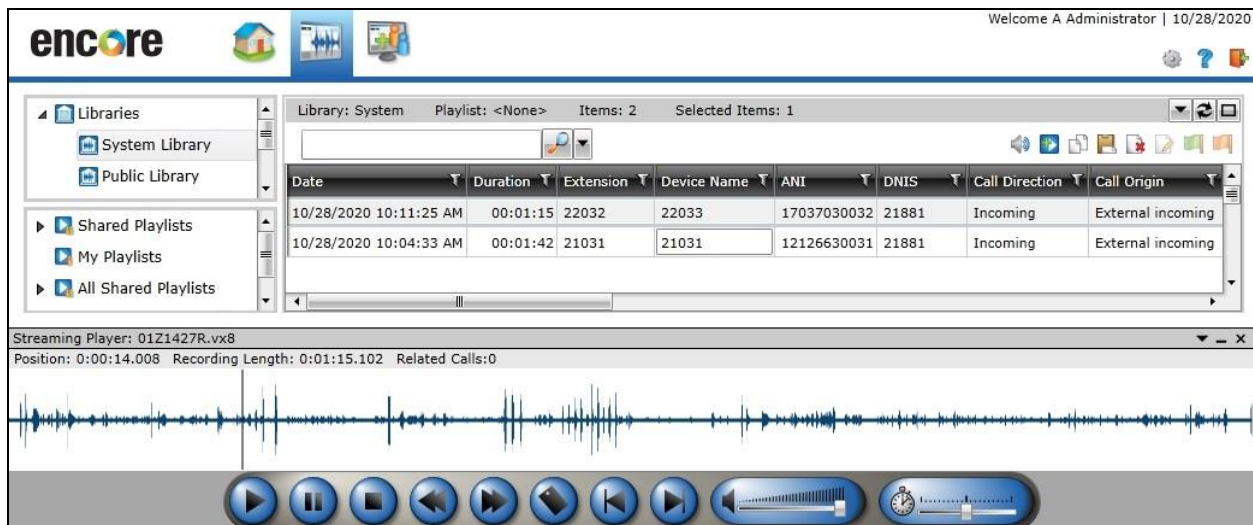 Welcome A Administrator | 10/28/2020
encore
Libraries
System Library
Public Library
Shared Playlists
My Playlists
All Shared Playlists
Library: System Playlist: <None> Items: 2 Selected Items: 1
Date Duration Extension Device Name ANI DNIS Call Direction Call Origin
10/28/2020 10:11:25 AM 00:01:15 22032 22033 17037030032 21881 Incoming External incoming
10/28/2020 10:04:33 AM 00:01:42 21031 21031 12126630031 21881 Incoming External incoming
Streaming Player: 01Z1427R.vx8
Position: 0:00:14.008 Recording Length: 0:01:15.102 Related Calls:0